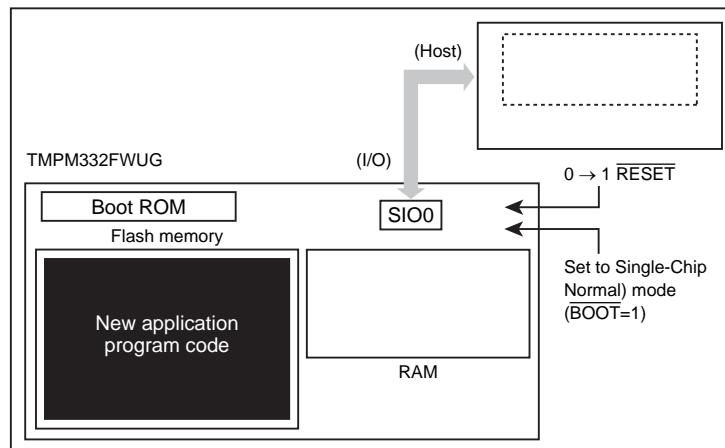 (Host)
TMPM332FWUG
(I/O)
0 → 1 RESET
Boot ROM
SIO0
Flash memory
Set to Single-Chip
Normal) mode
(BOOT=1)
New application
program code
RAM